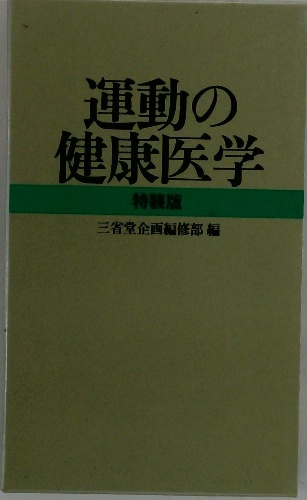 運動の
健康医学
特装版
三省堂企画編修部 編